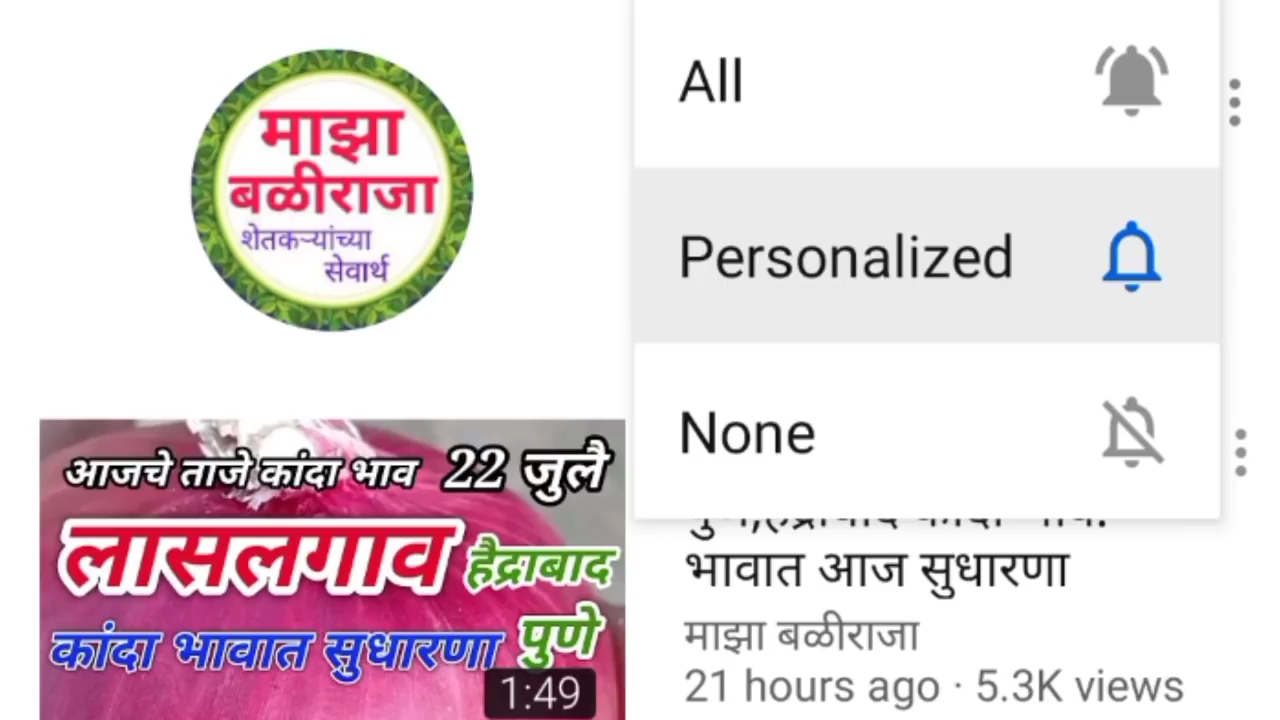 माझा
बळीराजा
शेतकऱ्यांच्या
सेवार्थ
All
Personalized
None
आजचे ताजे कांदा भाव 22 जुलै
लासलगाव हैद्राबाद
कांदा भावात सुधारणा पुणे
1:49
भावात आज सुधारणा
माझा बळीराजा
21 hours ago · 5.3K views